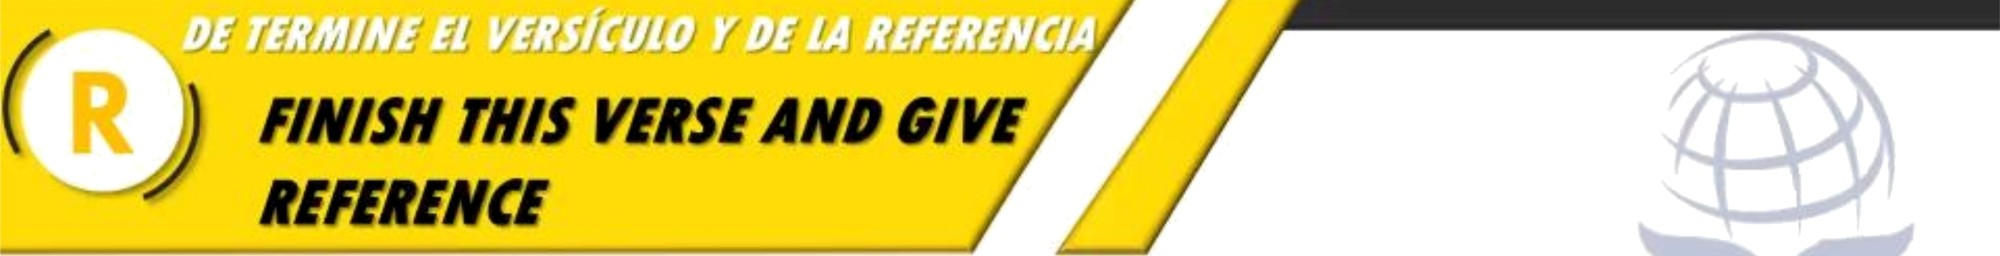 DE TERMINE EL VERSÍCULO Y DE LA REFERENCIA
R
FINISH THIS VERSE AND GIVE
REFERENCE